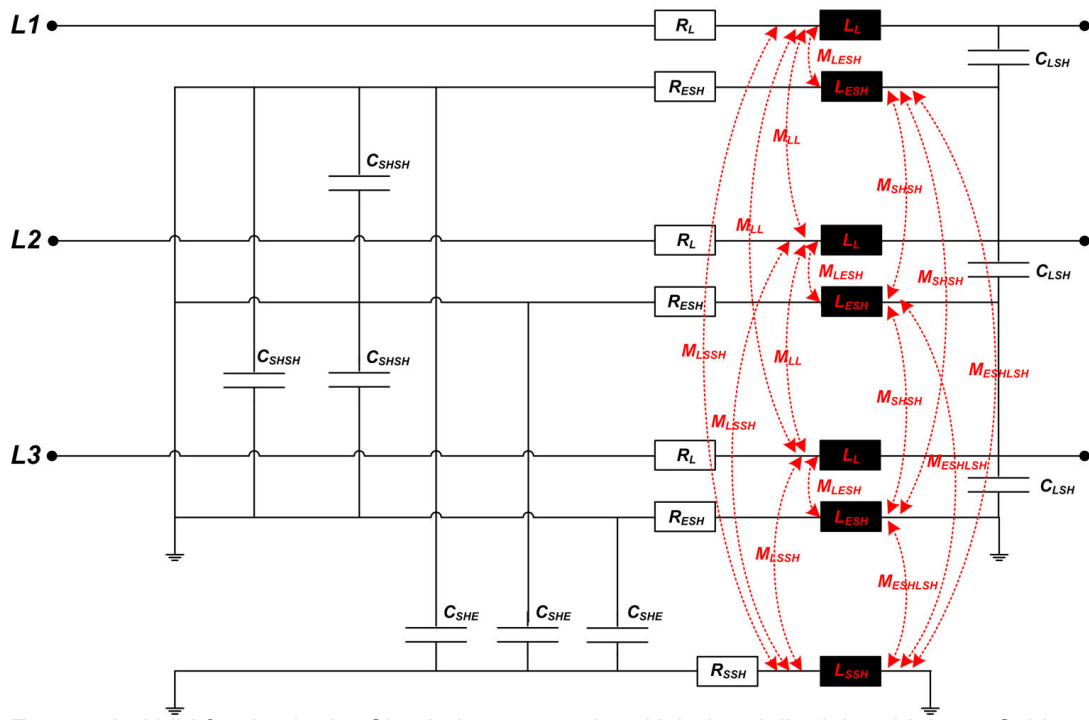 L1
R_L
L_L
M_LESH
C_LSH
R_ESH
L_ESH
M_LL
C_SHSH
M_SHSH
L2
R_L
L_L
M_LL
M_LESH
C_LSH
M_SHSH
R_ESH
L_ESH
C_SHSH
C_SHSH
M_LSSH
M_LL
M_ESHLSH
M_SHSH
M_LSSH
L3
R_L
L_L
M_ESHLSH
M_LESH
C_LSH
R_ESH
L_ESH
M_LSSH
M_ESHLSH
C_SHE
C_SHE
C_SHE
R_SSH
L_SSH